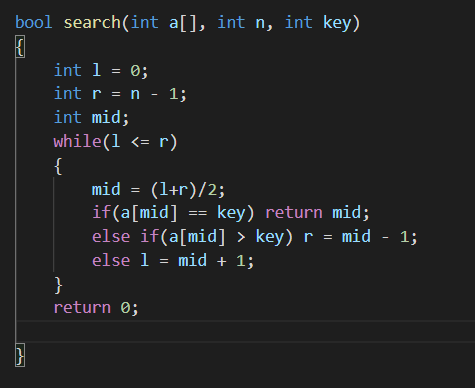 bool search(int a[], int n, int key)
{
    int l = 0;
    int r = n - 1;
    int mid;
    while(l <= r)
    {
        mid = (l+r)/2;
        if(a[mid] == key) return mid;
        else if(a[mid] > key) r = mid - 1;
        else l = mid + 1;
    }
    return 0;
}